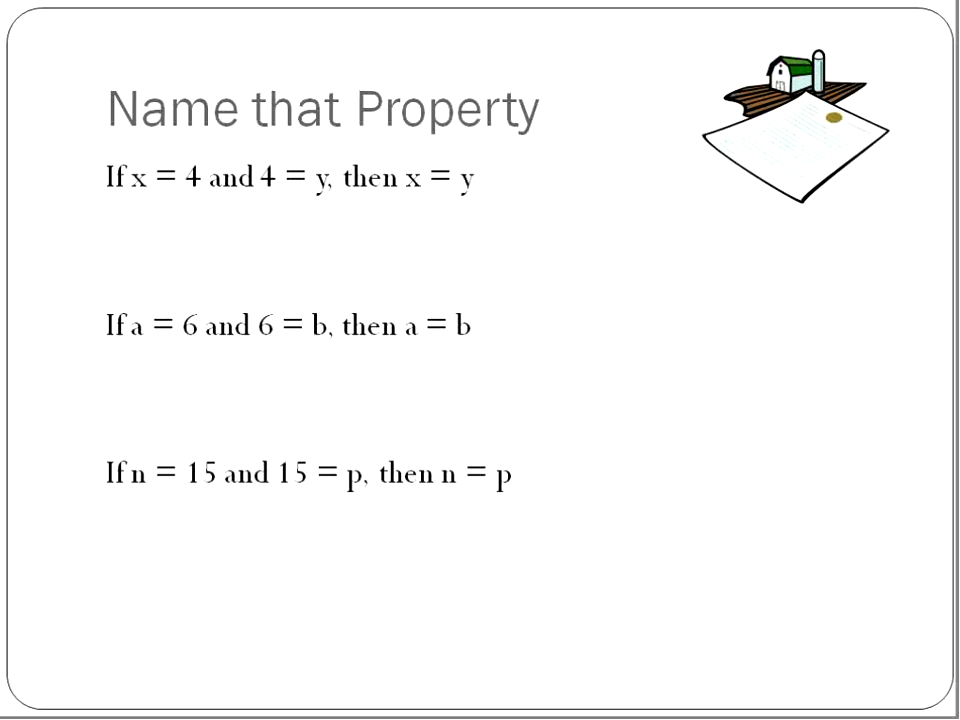 Name that Property
If x = 4 and 4 = y, then x = y
If a = 6 and 6 = b, then a = b
If n = 15 and 15 = p, then n = p